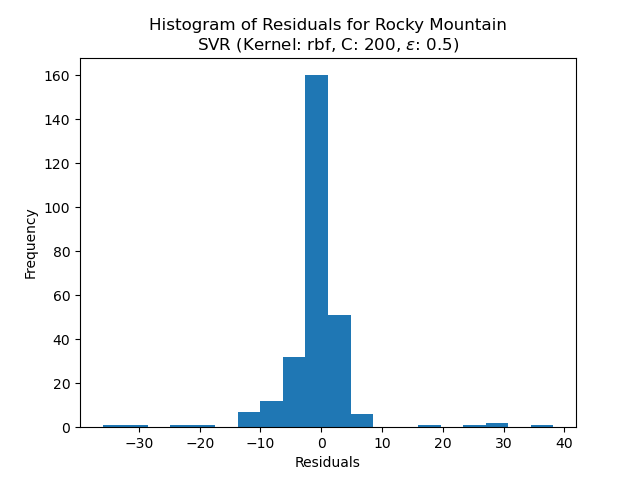 Histogram of Residuals for Rocky Mountain
SVR (Kernel: rbf, C: 200, ε: 0.5)
160
140
120
100
80
60
40
20
0
Frequency
−30 −20 −10 0 10 20 30 40
Residuals